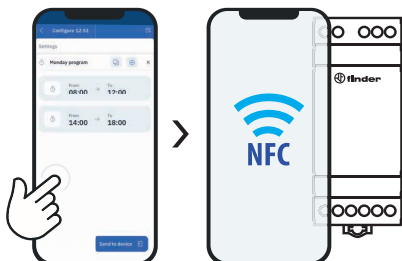 Configure 12.51
Settings
Monday program
From
08:00
To
12:00
From
14:00
To
18:00
Send to device
NFC
finder